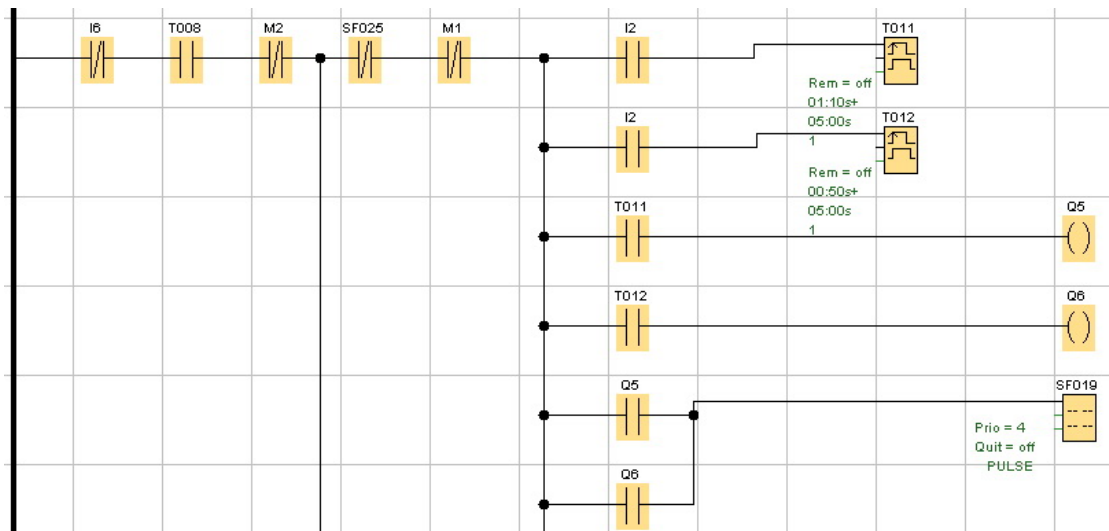 I6 T008 M2 SF025 M1 I2 T011
Rem = off
01:10s+
05:00s
1
I2 T012
Rem = off
00:50s+
05:00s
1
T011 Q5
T012 Q6
Q5 SF019
Prio = 4
Quit = off
PULSE
Q6